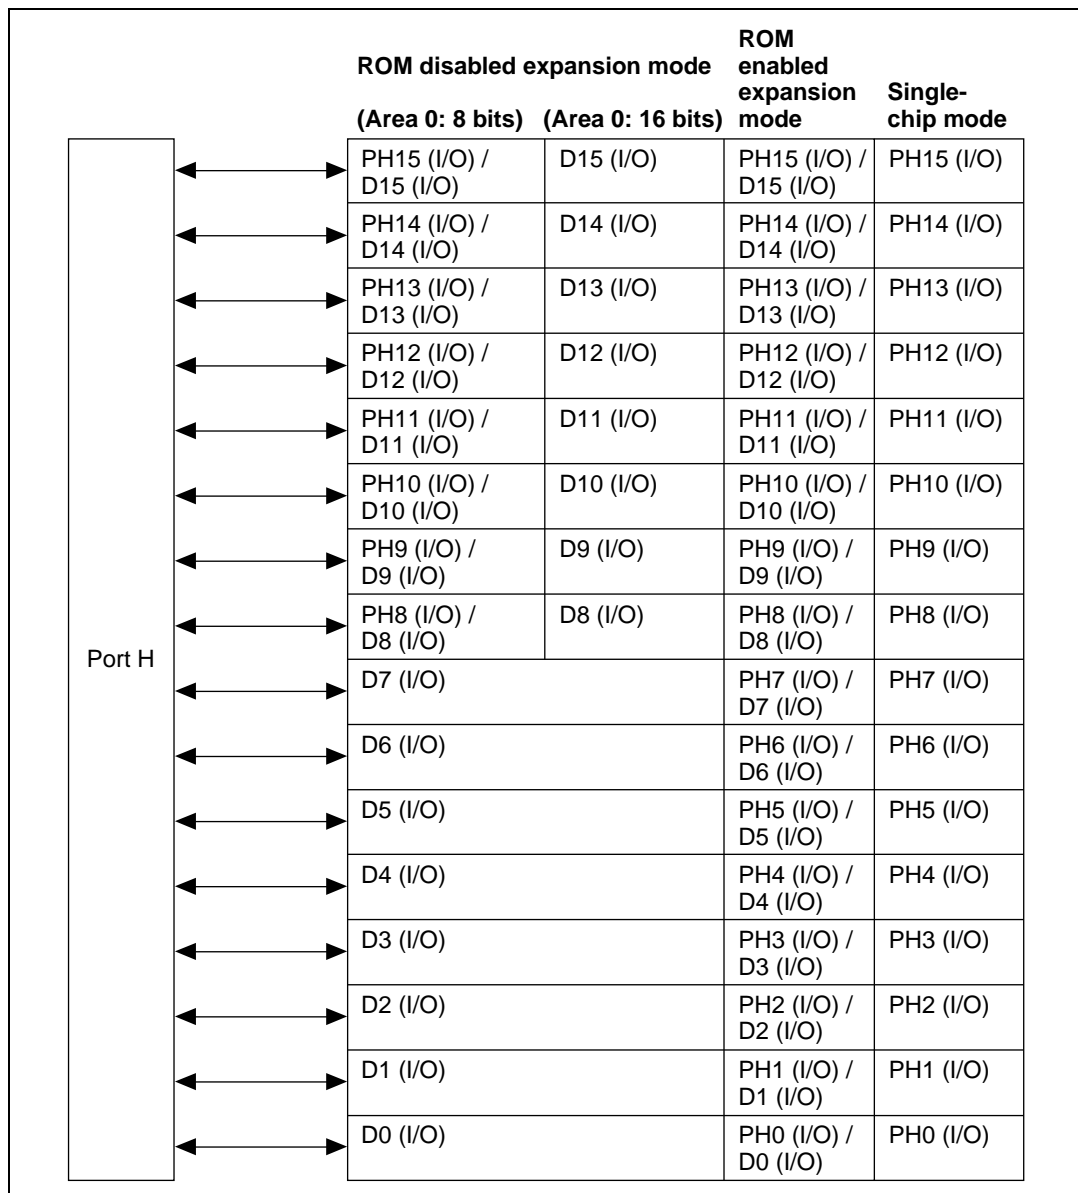 ROM disabled expansion mode
(Area 0: 8 bits) (Area 0: 16 bits)
ROM
enabled
expansion
mode
Single-
chip mode
Port H
PH15 (I/O) / D15 (I/O) PH15 (I/O) / PH15 (I/O)
D15 (I/O) D15 (I/O)
PH14 (I/O) / D14 (I/O) PH14 (I/O) / PH14 (I/O)
D14 (I/O) D14 (I/O)
PH13 (I/O) / D13 (I/O) PH13 (I/O) / PH13 (I/O)
D13 (I/O) D13 (I/O)
PH12 (I/O) / D12 (I/O) PH12 (I/O) / PH12 (I/O)
D12 (I/O) D12 (I/O)
PH11 (I/O) / D11 (I/O) PH11 (I/O) / PH11 (I/O)
D11 (I/O) D11 (I/O)
PH10 (I/O) / D10 (I/O) PH10 (I/O) / PH10 (I/O)
D10 (I/O) D10 (I/O)
PH9 (I/O) / D9 (I/O) PH9 (I/O) / PH9 (I/O)
D9 (I/O) D9 (I/O)
PH8 (I/O) / D8 (I/O) PH8 (I/O) / PH8 (I/O)
D8 (I/O) D8 (I/O)
D7 (I/O) PH7 (I/O) / PH7 (I/O)
D7 (I/O)
D6 (I/O) PH6 (I/O) / PH6 (I/O)
D6 (I/O)
D5 (I/O) PH5 (I/O) / PH5 (I/O)
D5 (I/O)
D4 (I/O) PH4 (I/O) / PH4 (I/O)
D4 (I/O)
D3 (I/O) PH3 (I/O) / PH3 (I/O)
D3 (I/O)
D2 (I/O) PH2 (I/O) / PH2 (I/O)
D2 (I/O)
D1 (I/O) PH1 (I/O) / PH1 (I/O)
D1 (I/O)
D0 (I/O) PH0 (I/O) / PH0 (I/O)
D0 (I/O)